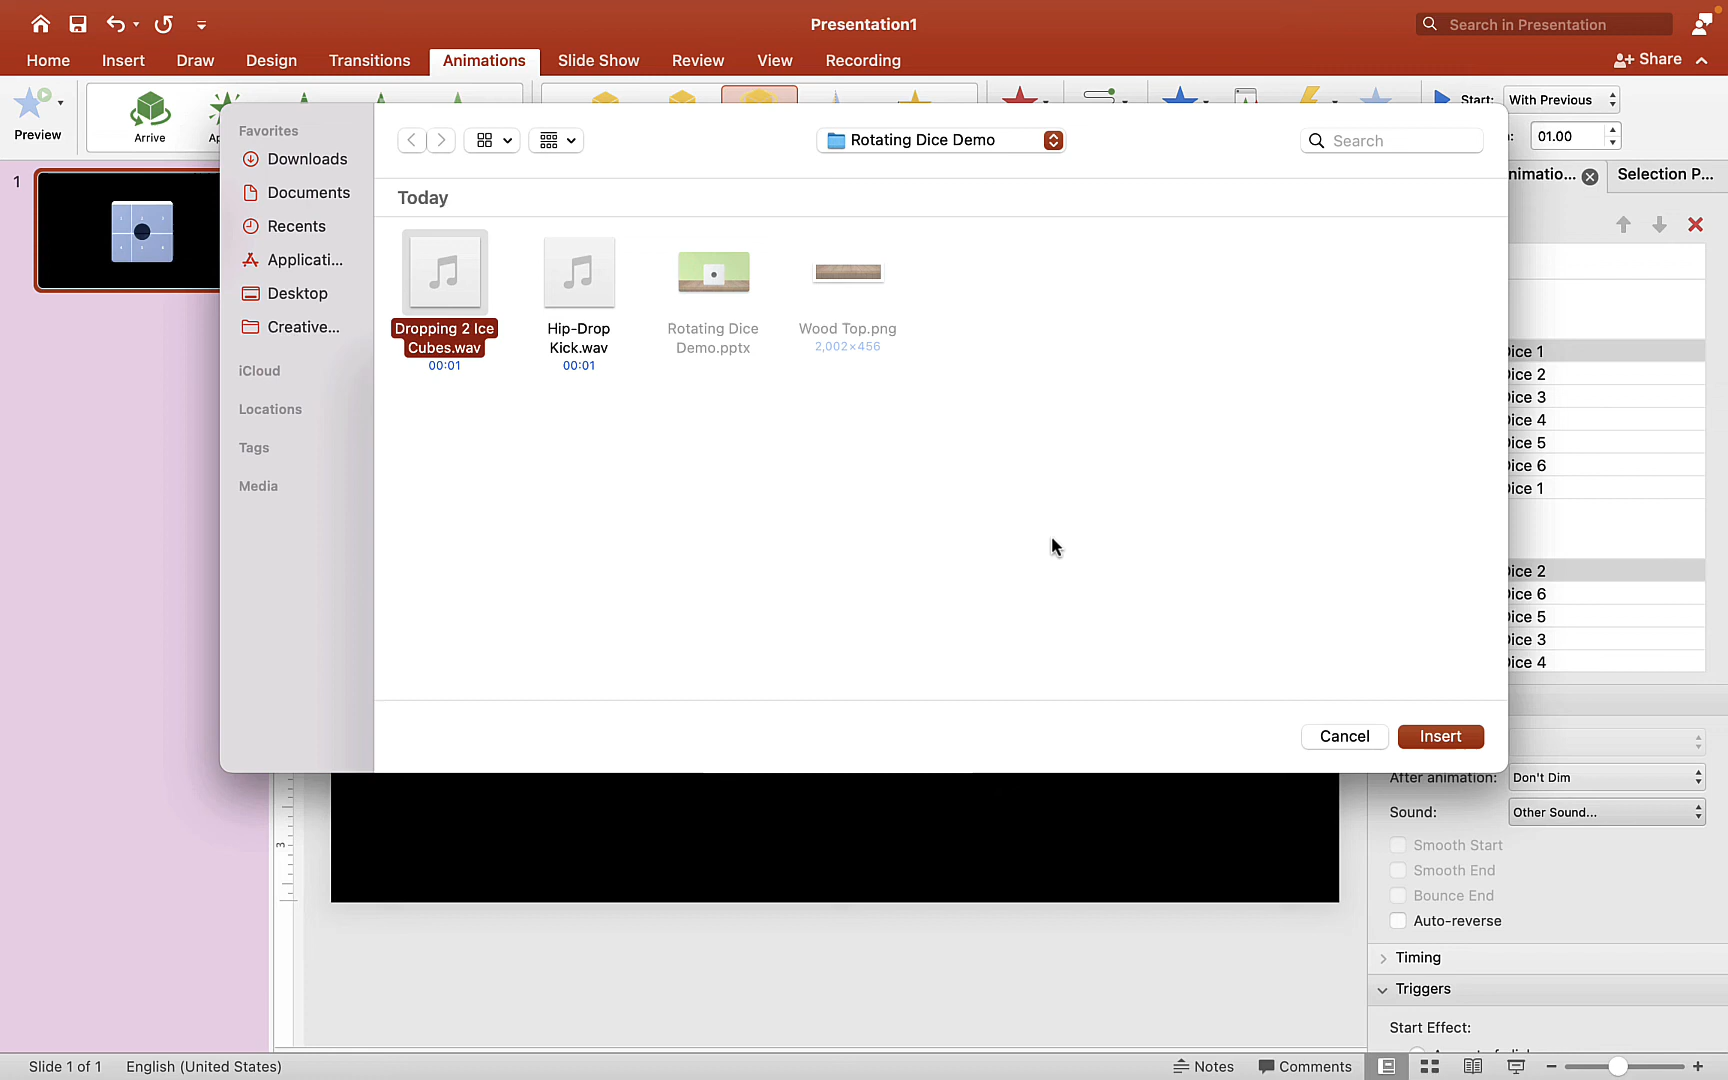 Presentation1
Search in Presentation
Home
Insert
Draw
Design
Transitions
Animations
Slide Show
Review
View
Recording
Share
Preview
Arrive
Start:
With Previous
01.00
Favorites
Downloads
Documents
Recents
Applicati...
Desktop
Creative...
iCloud
Locations
Tags
Media
Rotating Dice Demo
Search
Today
Dropping 2 Ice
Cubes.wav
00:01
Hip-Drop
Kick.wav
00:01
Rotating Dice
Demo.pptx
Wood Top.png
2,002×456
Cancel
Insert
1
nimatio...
Selection P...
ice 1
ice 2
ice 3
ice 4
ice 5
ice 6
ice 1
ice 2
ice 6
ice 5
ice 3
ice 4
After animation:
Don't Dim
Sound:
Other Sound...
Smooth Start
Smooth End
Bounce End
Auto-reverse
Timing
Triggers
Start Effect:
3
Slide 1 of 1
English (United States)
Notes
Comments